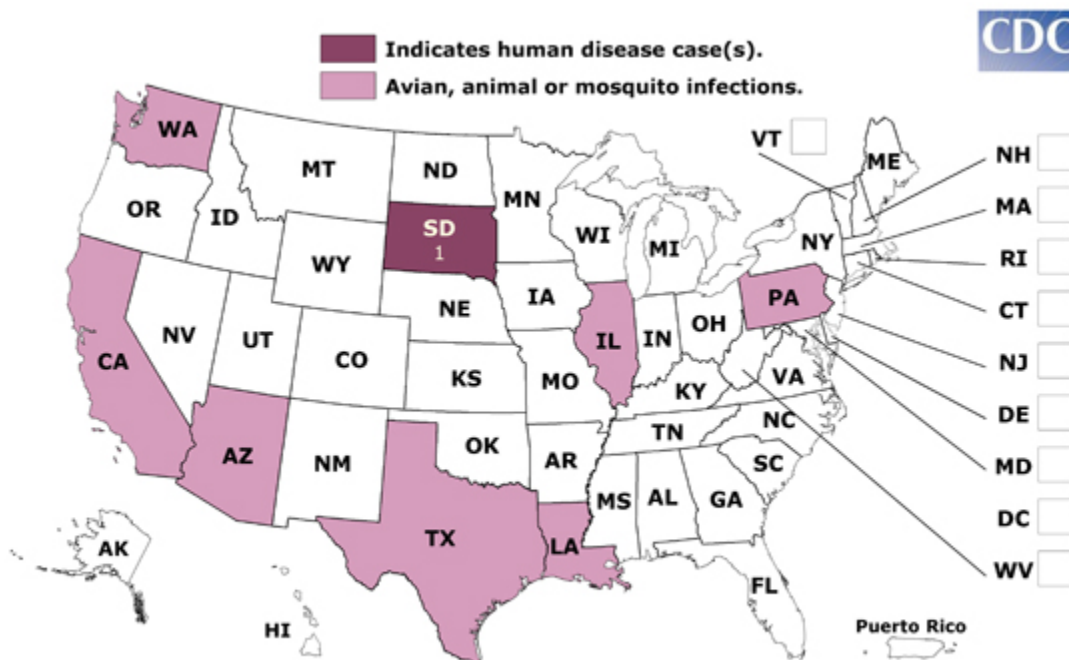 CDC
Indicates human disease case(s).
Avian, animal or mosquito infections.
WA
VT
NH
ME
MT
ND
MN
MA
OR
ID
SD
1
WI
MI
NY
RI
WY
CT
IA
PA
NE
NV
UT
IL
IN
OH
NJ
CA
CO
KS
MO
VA
KY
DE
NC
TN
AZ
NM
OK
AR
SC
MD
MS
AL
GA
DC
TX
LA
AK
WV
FL
HI
Puerto Rico